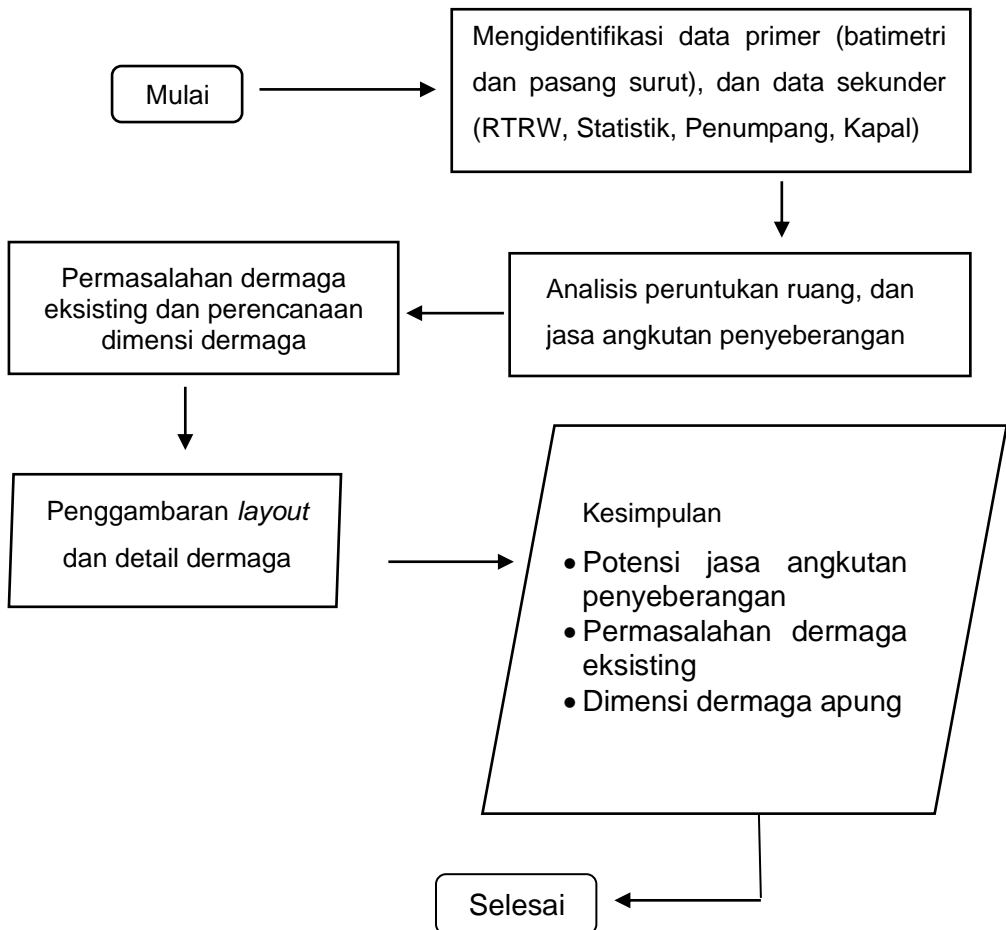 Mulai
Mengidentifikasi data primer (batimetri
dan pasang surut), dan data sekunder
(RTRW, Statistik, Penumpang, Kapal)
Analisis peruntukan ruang, dan
jasa angkutan penyeberangan
Permasalahan dermaga
eksisting dan perencanaan
dimensi dermaga
Penggambaran layout
dan detail dermaga
Kesimpulan
• Potensi jasa angkutan
penyeberangan
• Permasalahan dermaga
eksisting
• Dimensi dermaga apung
Selesai